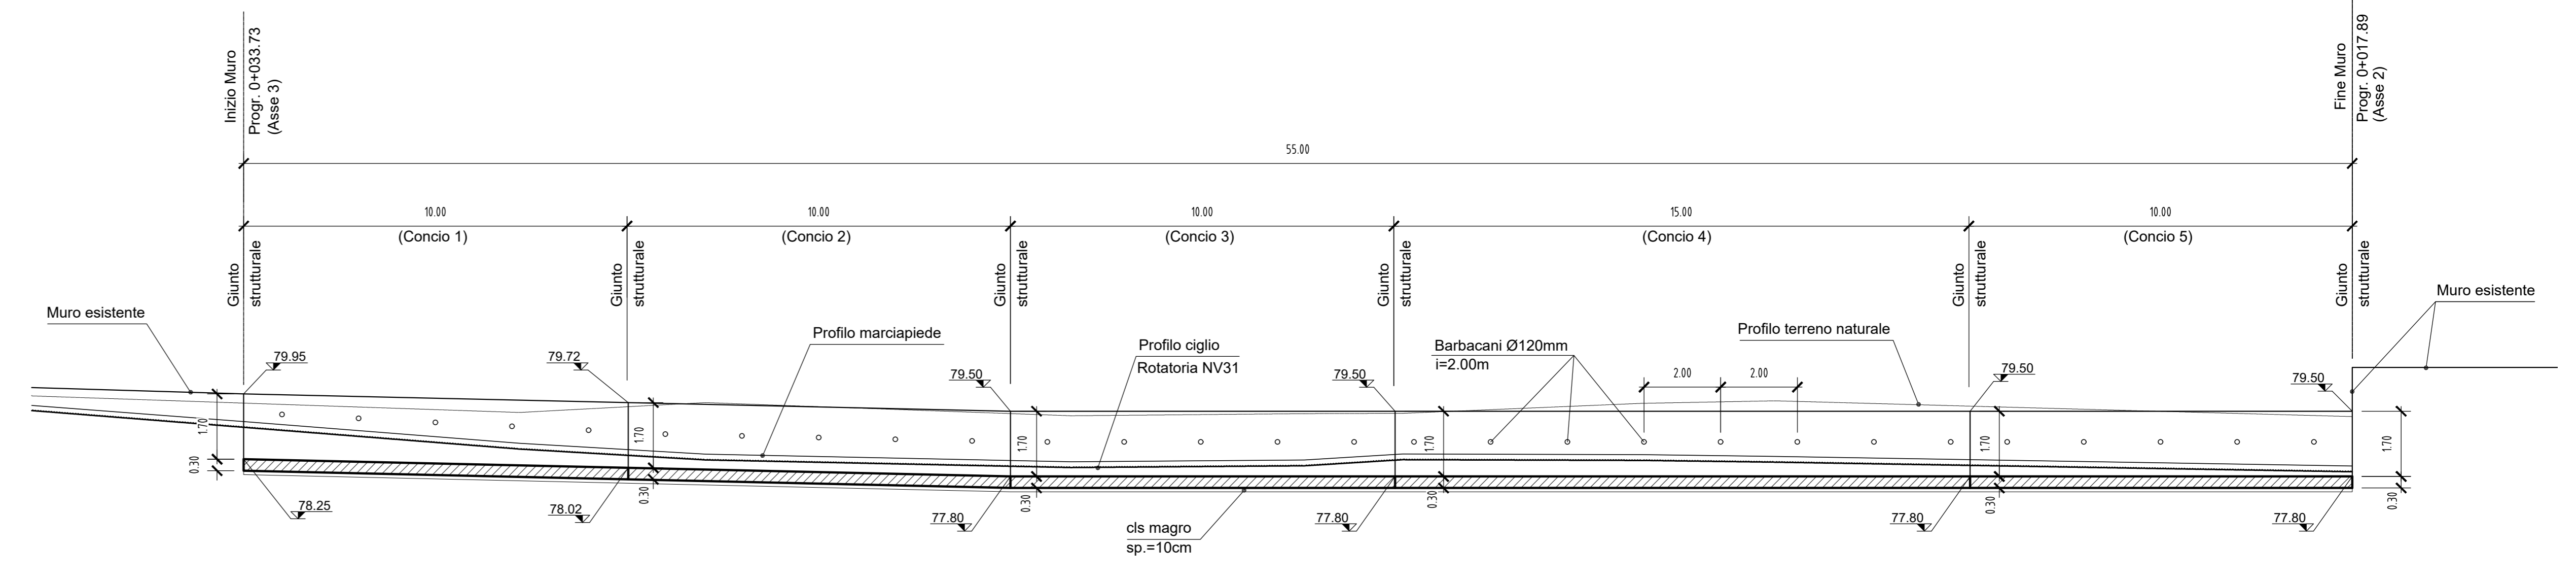 Inizio Muro
Progr. 0+033.73
(Asse 3)
Fine Muro
Progr. 0+017.89
(Asse 2)
55.00
10.00
10.00
10.00
15.00
10.00
(Concio 1)
(Concio 2)
(Concio 3)
(Concio 4)
(Concio 5)
Giunto
strutturale
Giunto
strutturale
Giunto
strutturale
Giunto
strutturale
Giunto
strutturale
Giunto
strutturale
Muro esistente
Muro esistente
Profilo marciapiede
Profilo ciglio
Rotatoria NV31
Barbacani Ø120mm
i=2.00m
Profilo terreno naturale
2.00
2.00
79.95
79.72
79.50
79.50
79.50
79.50
1.70
1.70
1.70
1.70
1.70
1.70
0.30
0.30
0.30
0.30
0.30
0.30
78.25
78.02
77.80
77.80
77.80
77.80
cls magro
sp.=10cm